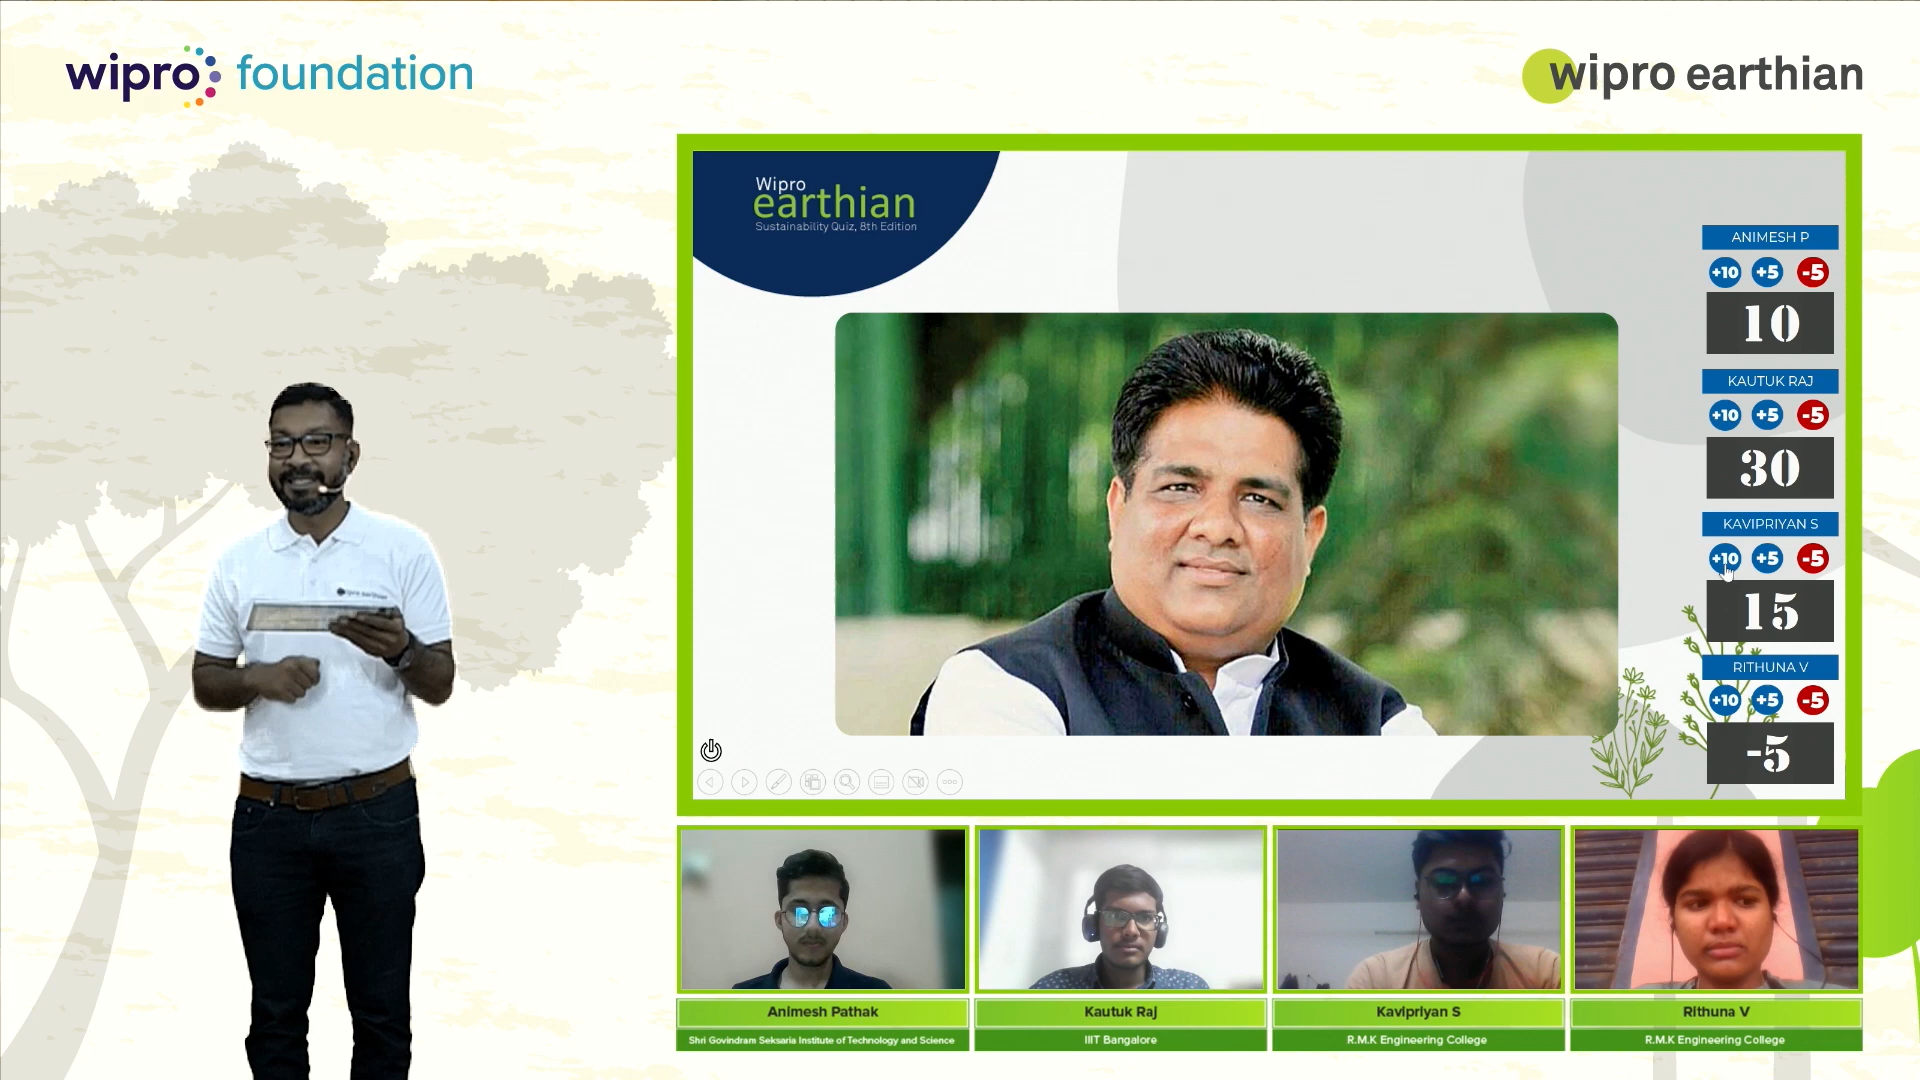 wipro foundation
wipro earthian
Wipro
earthian
Sustainability Quiz, 8th Edition
ANIMESH P
+10 +5 -5
10
KAUTUK RAJ
+10 +5 -5
30
KAVIPRIYAN S
+10 +5 -5
15
RITHUNA V
+10 +5 -5
-5
wipro earthian
Animesh Pathak
Shri Govindram Seksaria Institute of Technology and Science
Kautuk Raj
IIIT Bangalore
Kavipriyan S
R.M.K Engineering College
Rithuna V
R.M.K Engineering College